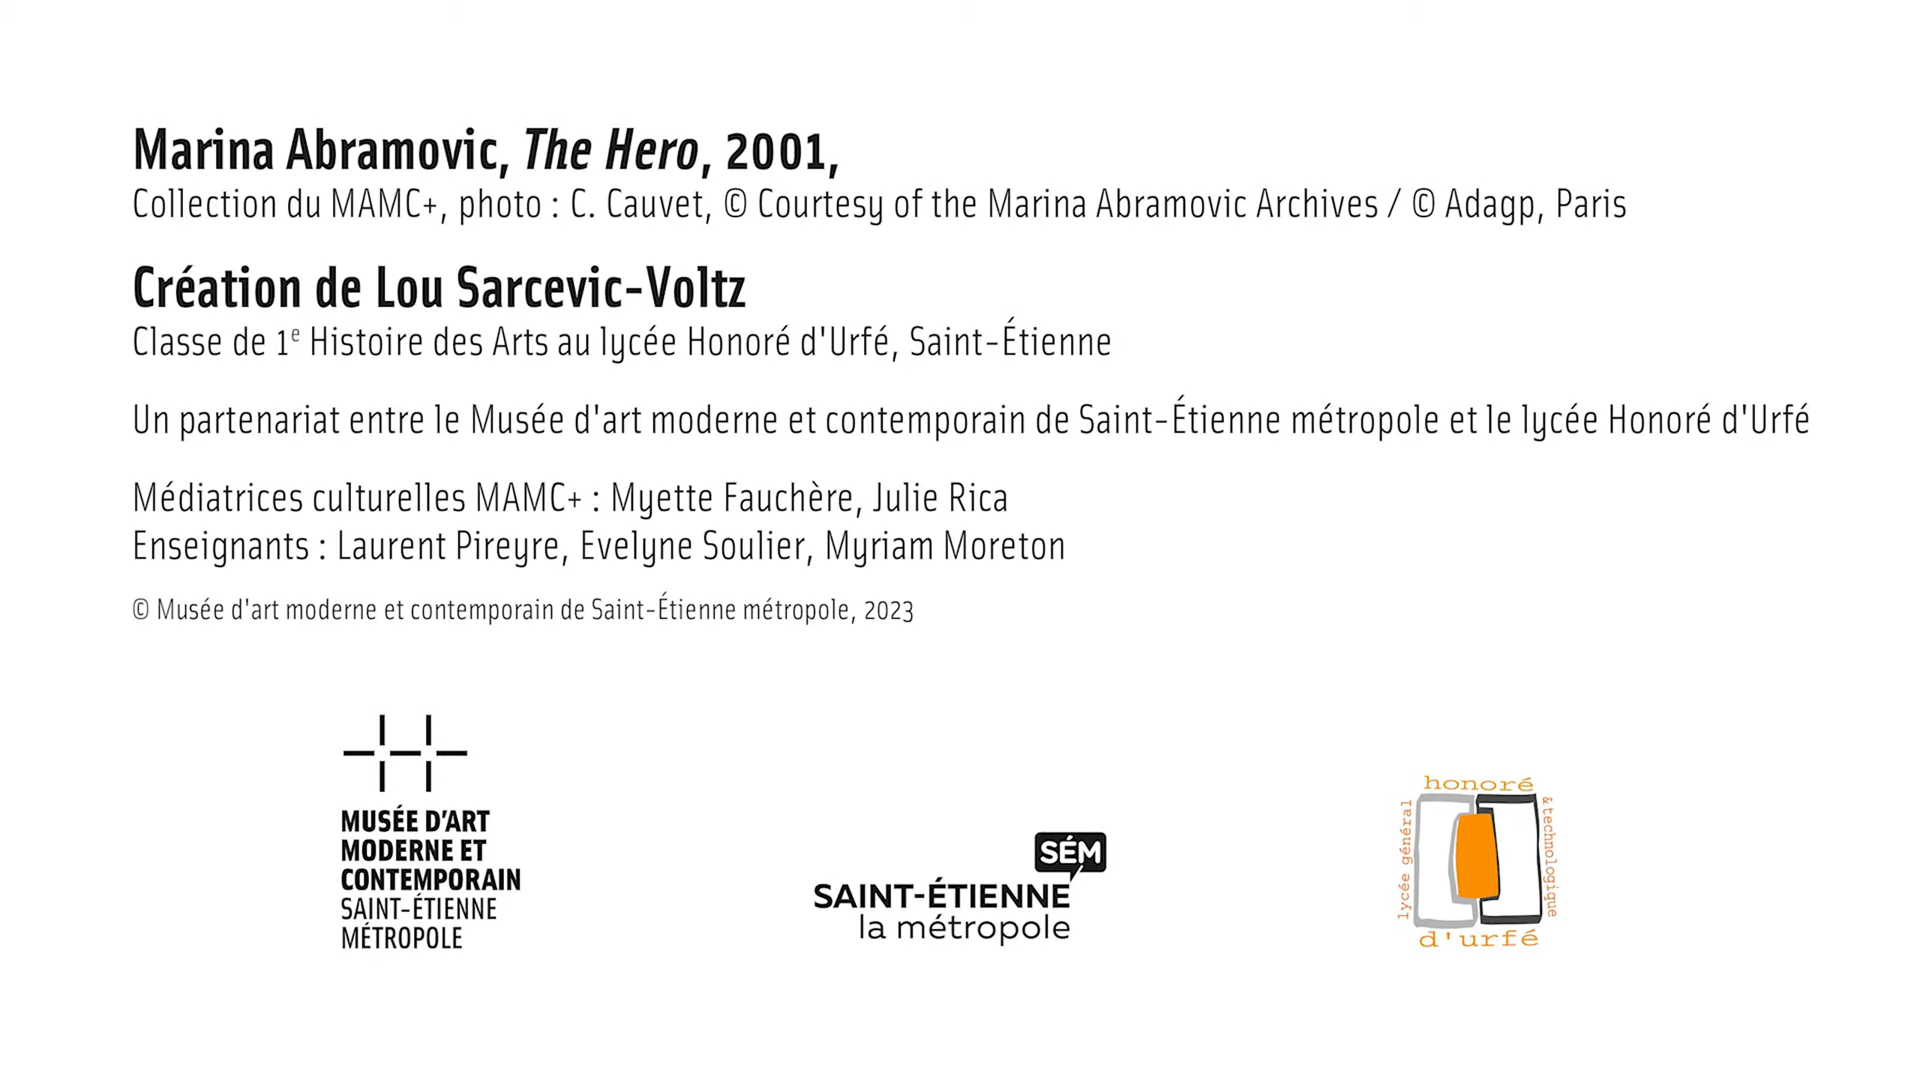 Marina Abramovic, The Hero, 2001,
Collection du MAMC+, photo : C. Cauvet, © Courtesy of the Marina Abramovic Archives / © Adagp, Paris
Création de Lou Sarcevic-Voltz
Classe de 1e Histoire des Arts au lycée Honoré d'Urfé, Saint-Étienne
Un partenariat entre le Musée d'art moderne et contemporain de Saint-Étienne métropole et le lycée Honoré d'Urfé
Médiatrices culturelles MAMC+ : Myette Fauchère, Julie Rica
Enseignants : Laurent Pireyre, Evelyne Soulier, Myriam Moreton
© Musée d'art moderne et contemporain de Saint-Étienne métropole, 2023
MUSÉE D'ART
MODERNE ET
CONTEMPORAIN
SAINT-ÉTIENNE
MÉTROPOLE
SÉM
SAINT-ÉTIENNE
la métropole
honoré
lycée général
& technologique
d'urfé